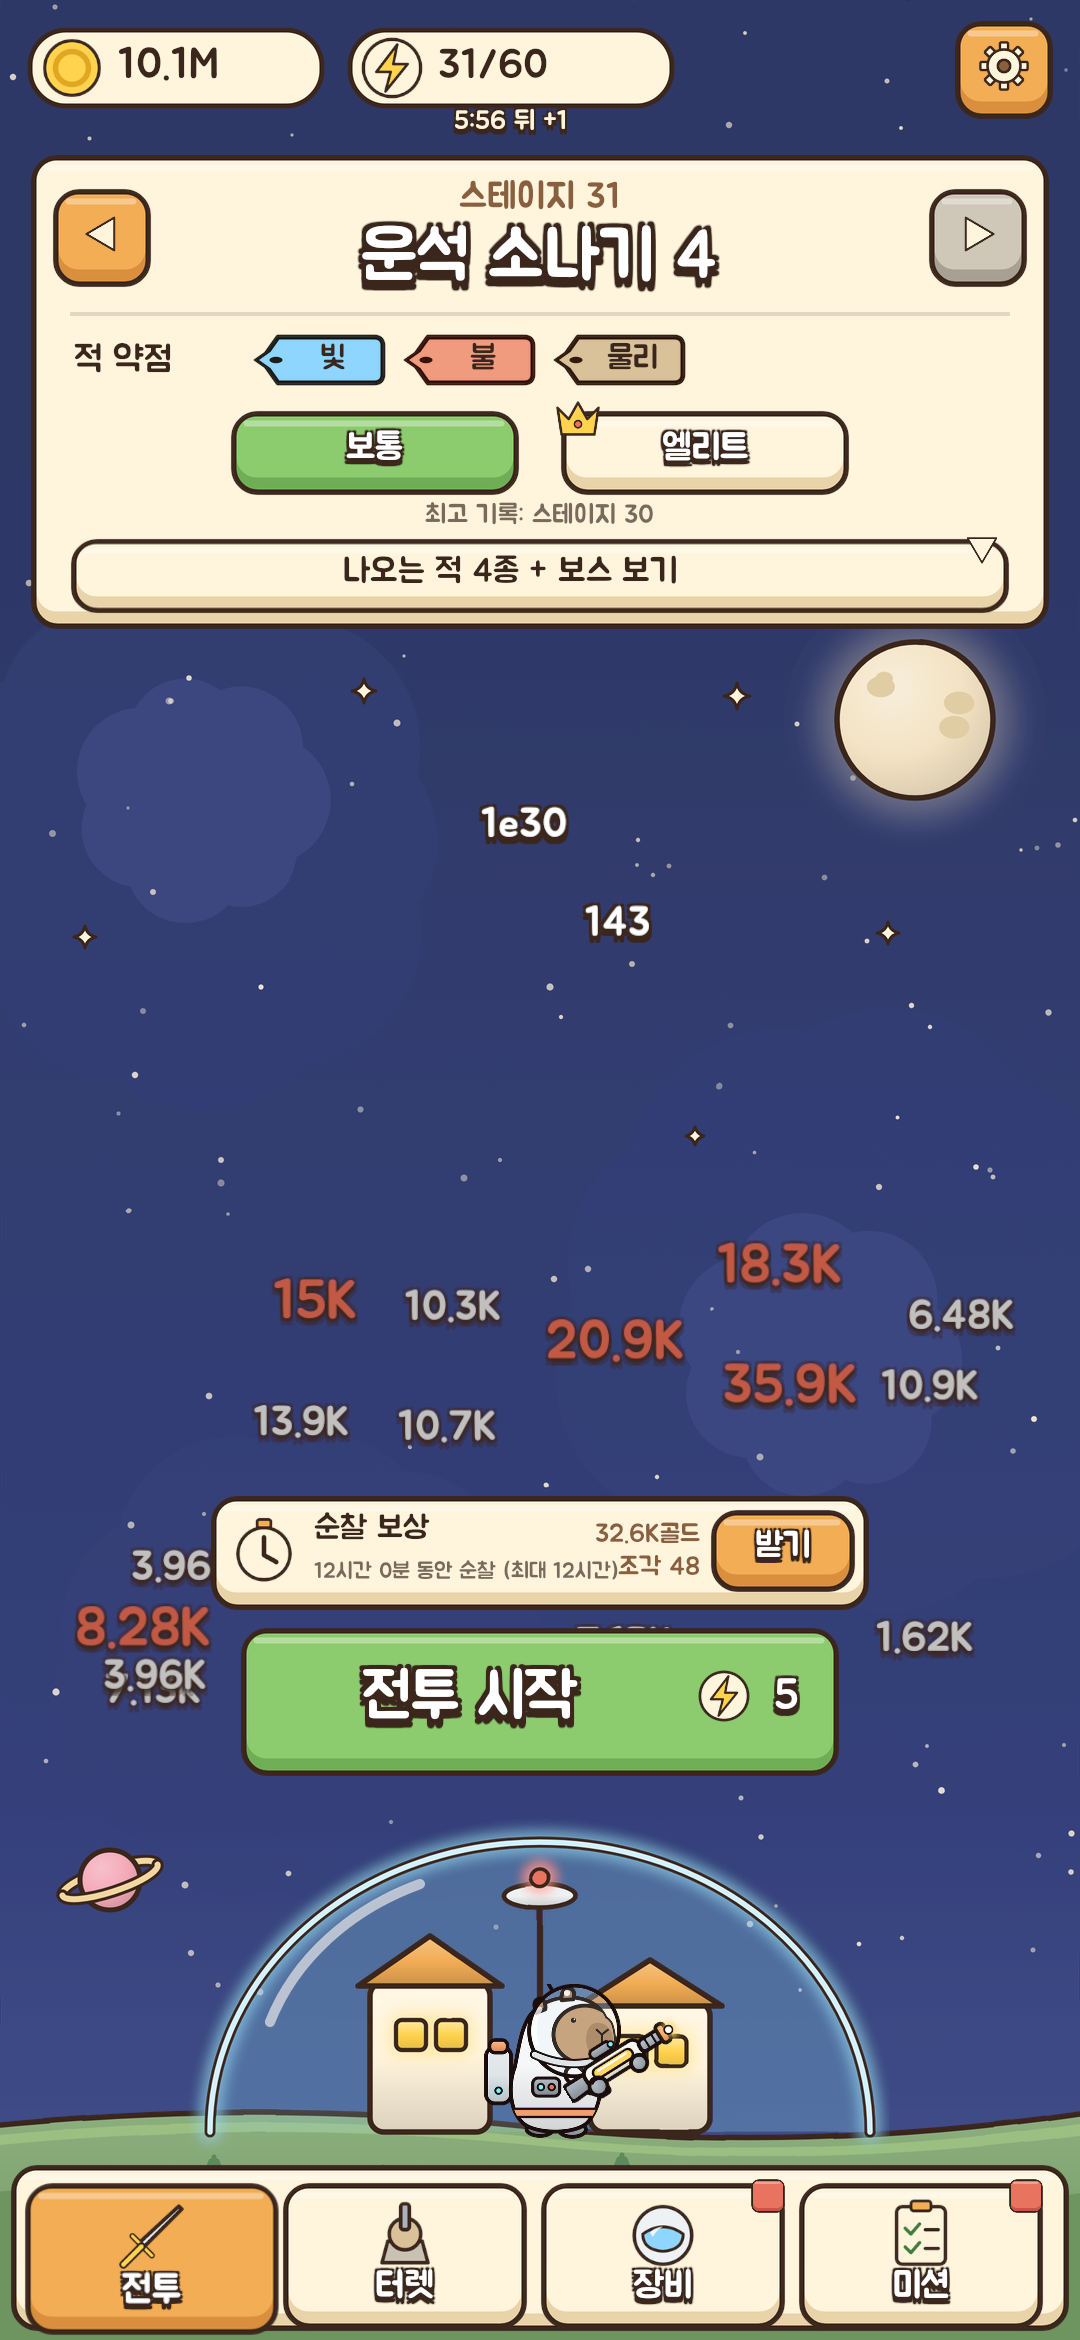 10.1M
31/60
5:56 뒤 +1
스테이지 31
운석 소나기 4
적 약점
빛
불
물리
보통
엘리트
최고 기록: 스테이지 30
나오는 적 4종 + 보스 보기
1e30
143
18.3K
15K
10.3K
6.48K
20.9K
35.9K
10.9K
13.9K
10.7K
순찰 보상
32.6K골드
12시간 0분 동안 순찰 (최대 12시간)
조각 48
받기
3.96
8.28K
3.96K
1.62K
전투 시작
5
전투
터렛
장비
미션